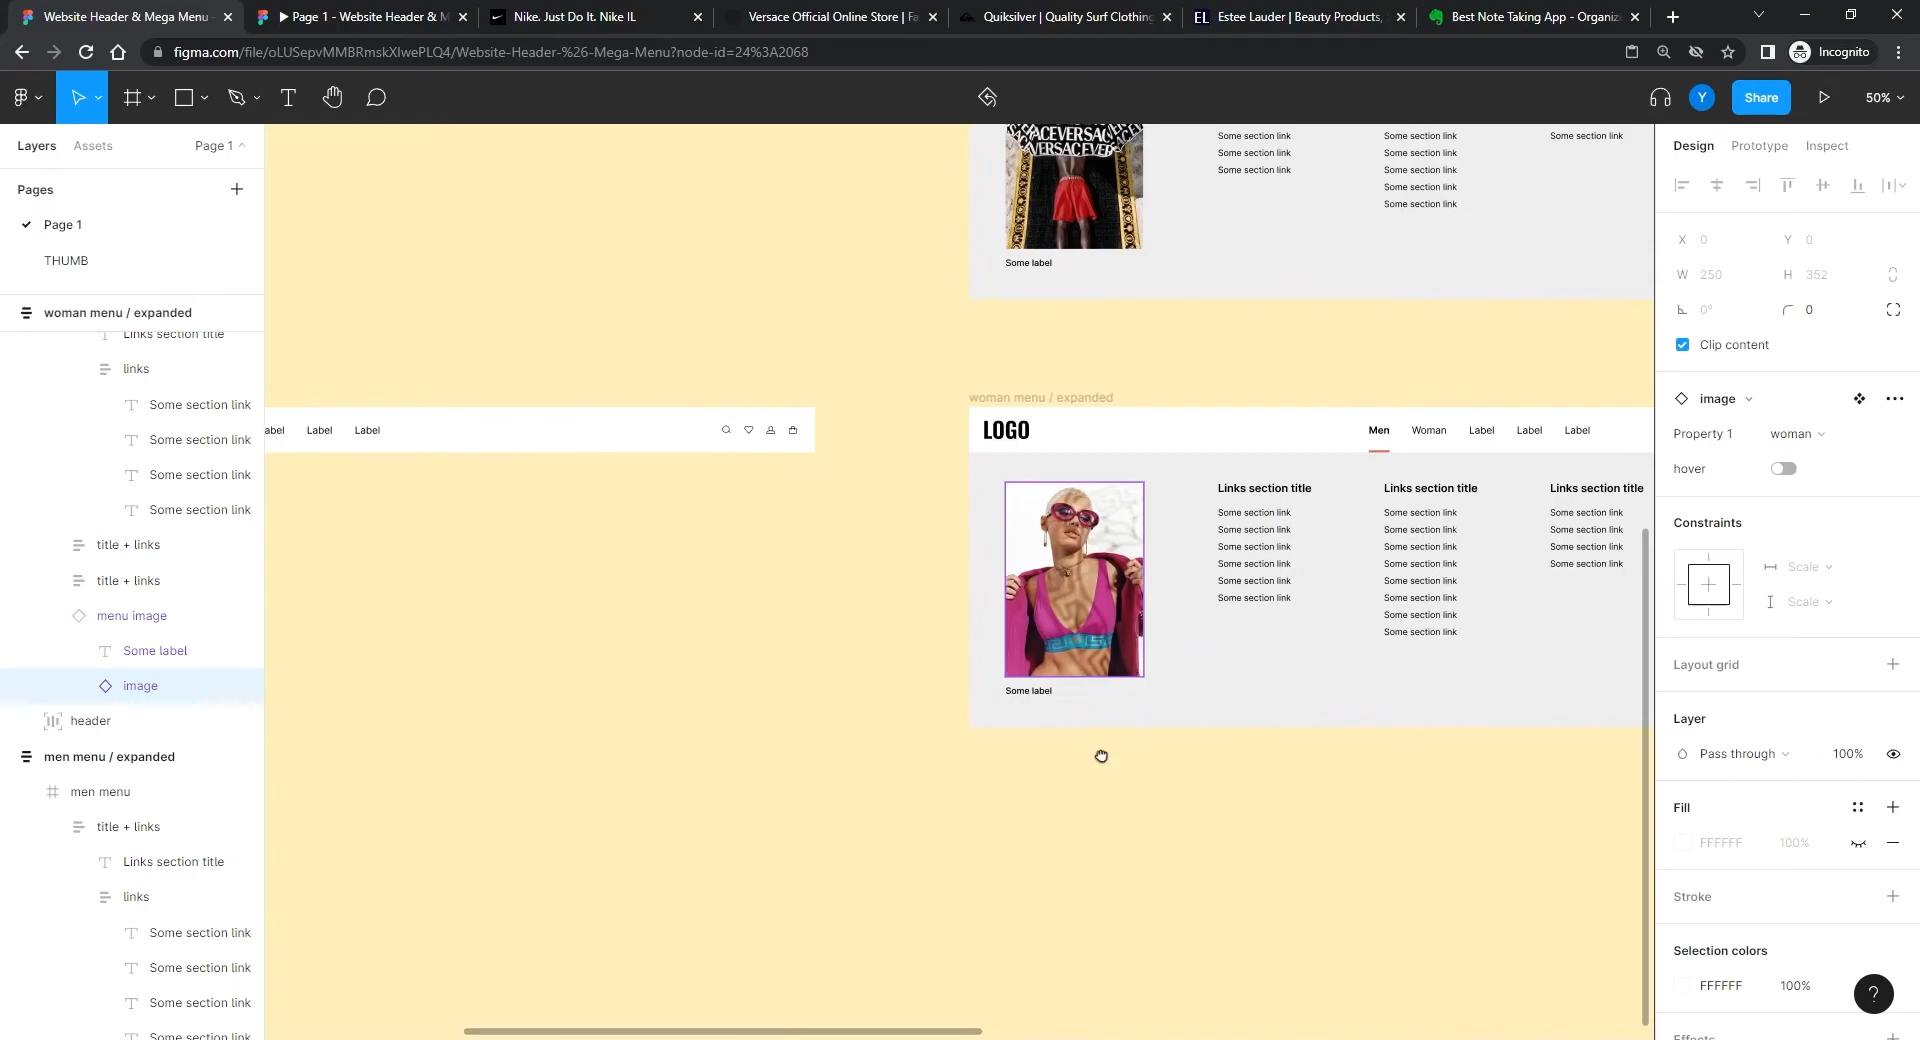 Website Header & Mega Menu
Page 1 - Website Header & M
Nike. Just Do It. Nike IL
Versace Official Online Store | Fa
Quiksilver | Quality Surf Clothing
EL Estee Lauder | Beauty Products,
Best Note Taking App - Organiz
figma.com/file/oLUSepvMMBRmskXIwePLQ4/Website-Header-%26-Mega-Menu?node-id=24%3A2068
Incognito
Y
Share
50%
Layers
Assets
Page 1
Pages
Page 1
THUMB
woman menu / expanded
Links section title
links
Some section link
Some section link
Some section link
Some section link
title + links
title + links
menu image
Some label
image
header
men menu / expanded
men menu
title + links
Links section title
links
Some section link
Some section link
Some section link
Some section link
abel
Label
Label
Some section link
Some section link
Some section link
Some section link
Some section link
Some section link
Some section link
Some section link
Some section link
Some label
woman menu / expanded
LOGO
Men
Woman
Label
Label
Label
Links section title
Some section link
Some section link
Some section link
Some section link
Some section link
Some section link
Links section title
Some section link
Some section link
Some section link
Some section link
Some section link
Some section link
Some section link
Some section link
Links section title
Some section link
Some section link
Some section link
Some section link
Some label
Design
Prototype
Inspect
X 0
Y 0
W 250
H 352
0°
0
Clip content
image
Property 1
woman
hover
Constraints
Scale
Scale
Layout grid
Layer
Pass through
100%
Fill
FFFFFF
100%
Stroke
Selection colors
FFFFFF
100%
Effects
?